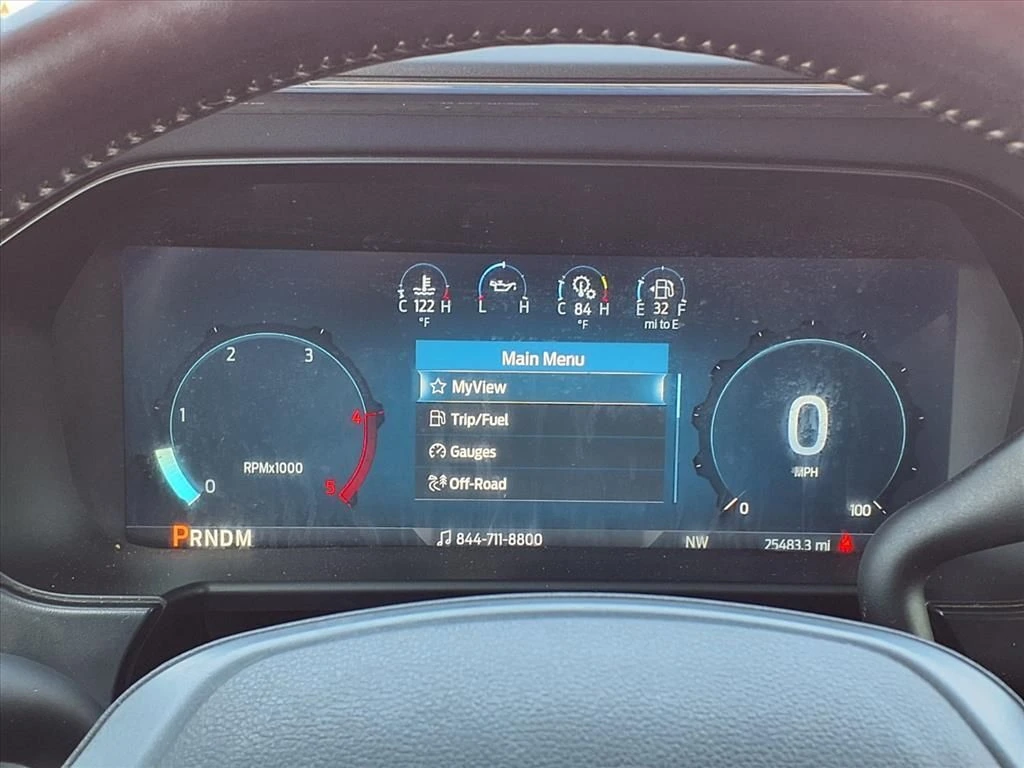 C 122 H
°F
L H
C 84 H
°F
E 32 F
mi to E
Main Menu
MyView
Trip/Fuel
Gauges
Off-Road
0
1
2
3
4
5
RPMx1000
0
MPH
0
100
PRNDM
844-711-8800
NW
25483.3 mi